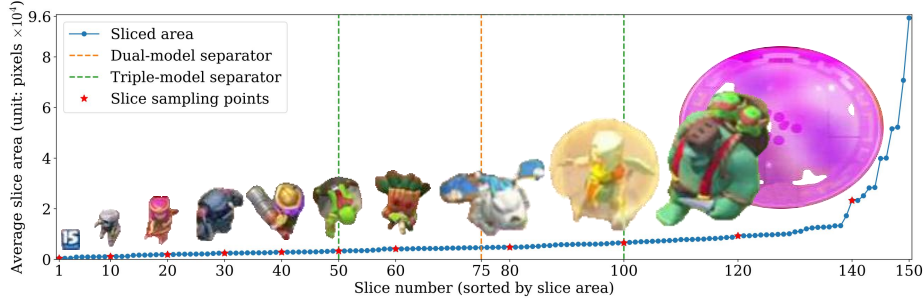 Average slice area (unit: pixels ×10⁻⁴)
9.6
8
6
4
2
0
Sliced area
Dual-model separator
Triple-model separator
Slice sampling points
15
1 10 20 30 40 50 60 75 80 100 120 140 150
Slice number (sorted by slice area)